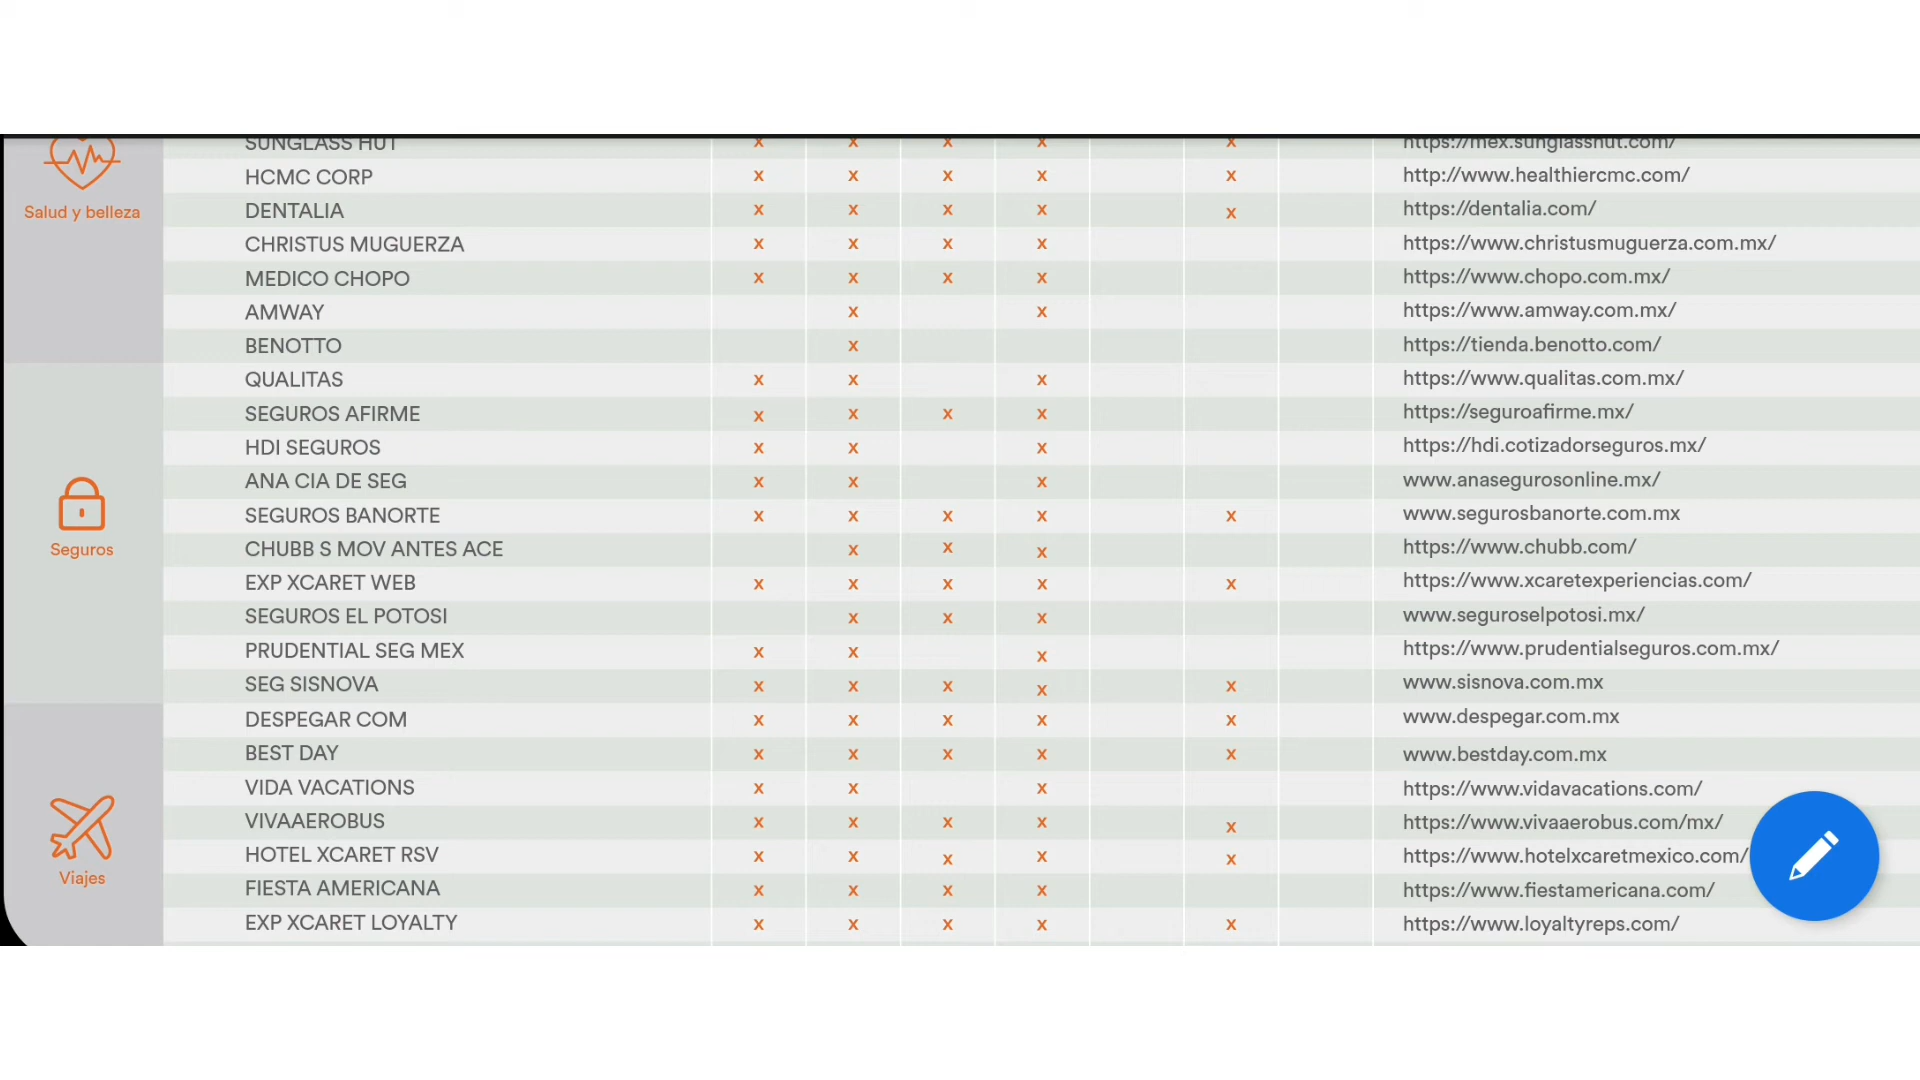 SUNGLASS HUT x x x x x https://mex.sunglasshut.com/
HCMC CORP x x x x x http://www.healthiercmc.com/
Salud y belleza
DENTALIA x x x x x https://dentalia.com/
CHRISTUS MUGUERZA x x x x https://www.christusmuguerza.com.mx/
MEDICO CHOPO x x x x https://www.chopo.com.mx/
AMWAY x x https://www.amway.com.mx/
BENOTTO x https://tienda.benotto.com/
QUALITAS x x x https://www.qualitas.com.mx/
SEGUROS AFIRME x x x x https://seguroafirme.mx/
HDI SEGUROS x x x https://hdi.cotizadorseguros.mx/
ANA CIA DE SEG x x x www.anasegurosonline.mx/
SEGUROS BANORTE x x x x x www.segurosbanorte.com.mx
Seguros
CHUBB S MOV ANTES ACE x x x https://www.chubb.com/
EXP XCARET WEB x x x x x https://www.xcaretexperiencias.com/
SEGUROS EL POTOSI x x x www.seguroselpotosi.mx/
PRUDENTIAL SEG MEX x x x https://www.prudentialseguros.com.mx/
SEG SISNOVA x x x x x www.sisnova.com.mx
DESPEGAR COM x x x x x www.despegar.com.mx
BEST DAY x x x x x www.bestday.com.mx
VIDA VACATIONS x x x https://www.vidavacations.com/
VIVAAEROBUS x x x x x https://www.vivaaerobus.com/mx/
HOTEL XCARET RSV x x x x x https://www.hotelxcaretmexico.com/
Viajes
FIESTA AMERICANA x x x x https://www.fiestamericana.com/
EXP XCARET LOYALTY x x x x x https://www.loyaltyreps.com/